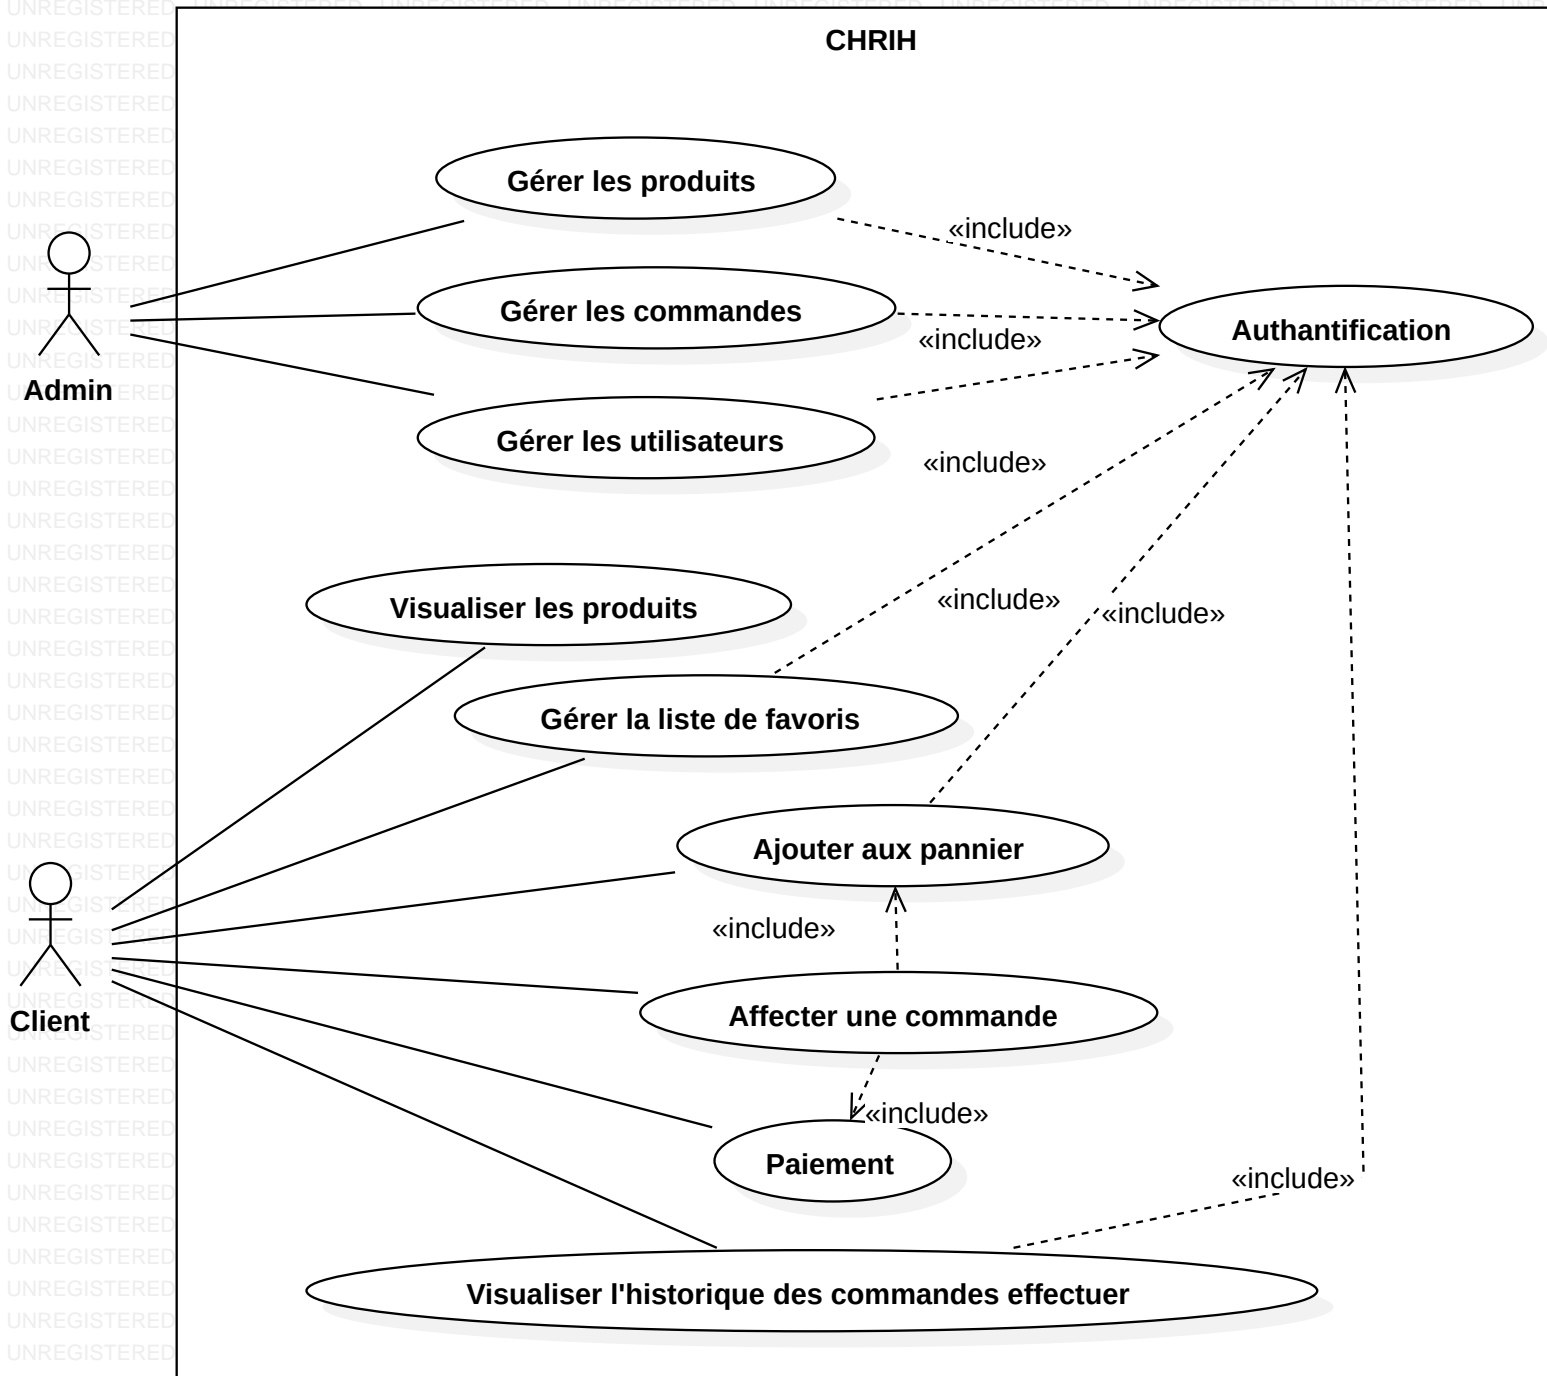 CHRIH
Gérer les produits
«include»
Gérer les commandes
«include»
Authantification
Admin
Gérer les utilisateurs
«include»
Visualiser les produits
«include»
«include»
Gérer la liste de favoris
Ajouter aux pannier
«include»
Client
Affecter une commande
«include»
Paiement
«include»
Visualiser l'historique des commandes effectuer
UNREGISTERED